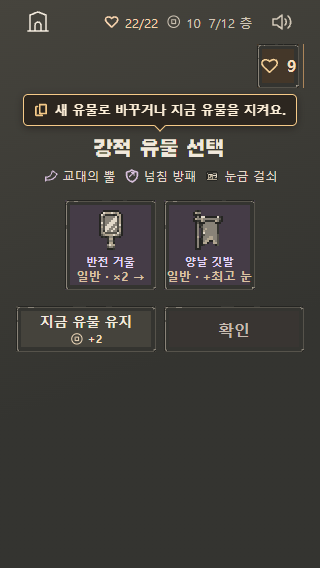 22/22 10 7/12 층
9
새 유물로 바꾸거나 지금 유물을 지켜요.
강적 유물 선택
교대의 뿔 넘침 방패 눈금 걸쇠
반전 거울 양날 깃발
일반 · ×2 → 일반 · +최고 눈
지금 유물 유지 확인
+2